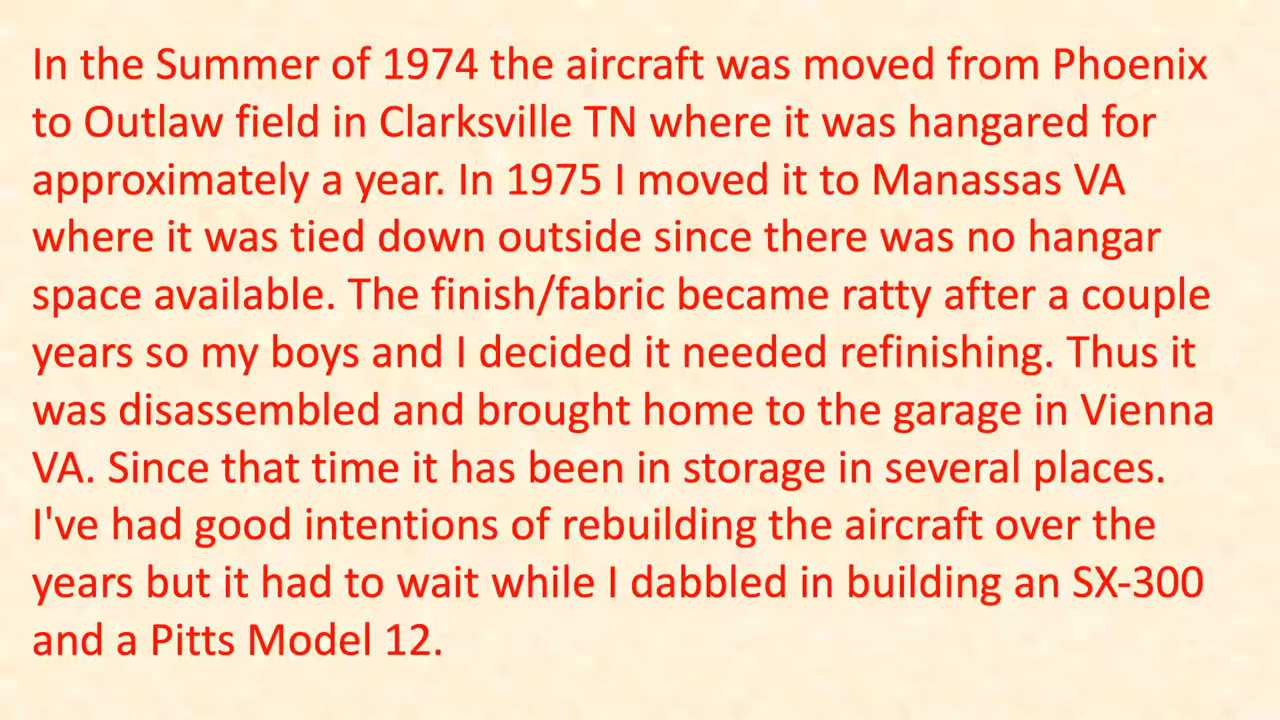 In the Summer of 1974 the aircraft was moved from Phoenix
to Outlaw field in Clarksville TN where it was hangared for
approximately a year. In 1975 I moved it to Manassas VA
where it was tied down outside since there was no hangar
space available. The finish/fabric became ratty after a couple
years so my boys and I decided it needed refinishing. Thus it
was disassembled and brought home to the garage in Vienna
VA. Since that time it has been in storage in several places.
I've had good intentions of rebuilding the aircraft over the
years but it had to wait while I dabbled in building an SX-300
and a Pitts Model 12.